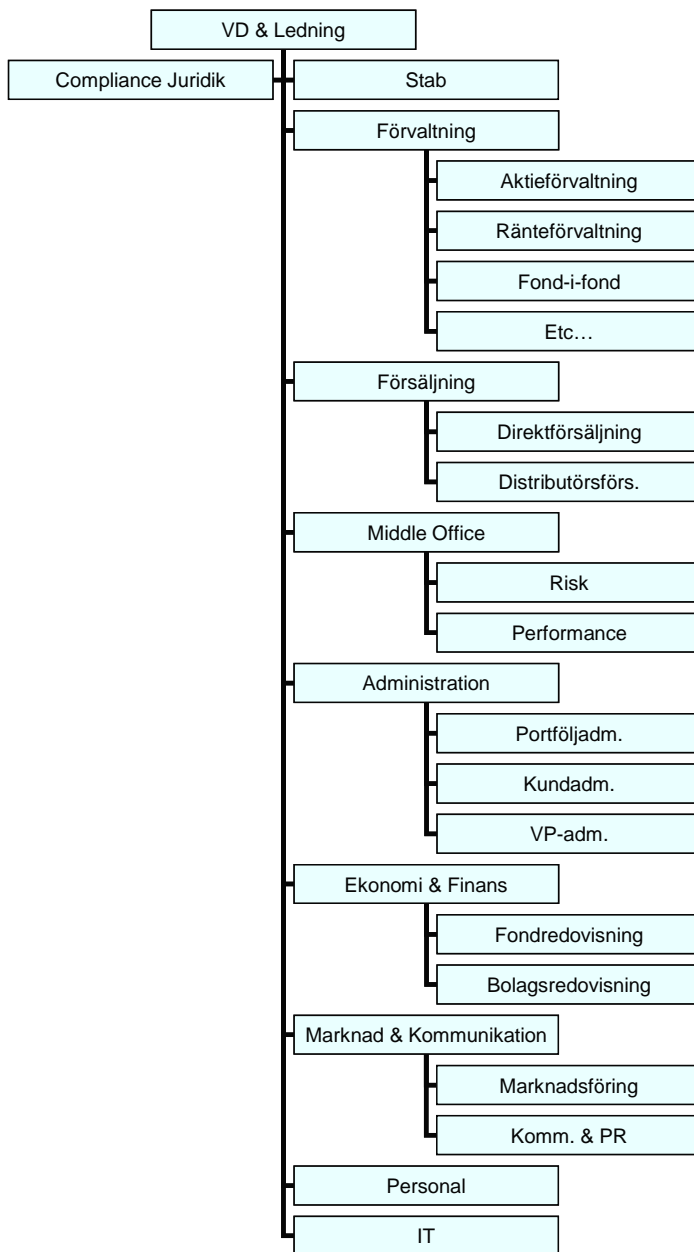 VD & Ledning
Compliance Juridik
Stab
Förvaltning
Aktieförvaltning
Ränteförvaltning
Fond-i-fond
Etc…
Försäljning
Direktförsäljning
Distributörsförs.
Middle Office
Risk
Performance
Administration
Portföljadm.
Kundadm.
VP-adm.
Ekonomi & Finans
Fondredovisning
Bolagsredovisning
Marknad & Kommunikation
Marknadsföring
Komm. & PR
Personal
IT